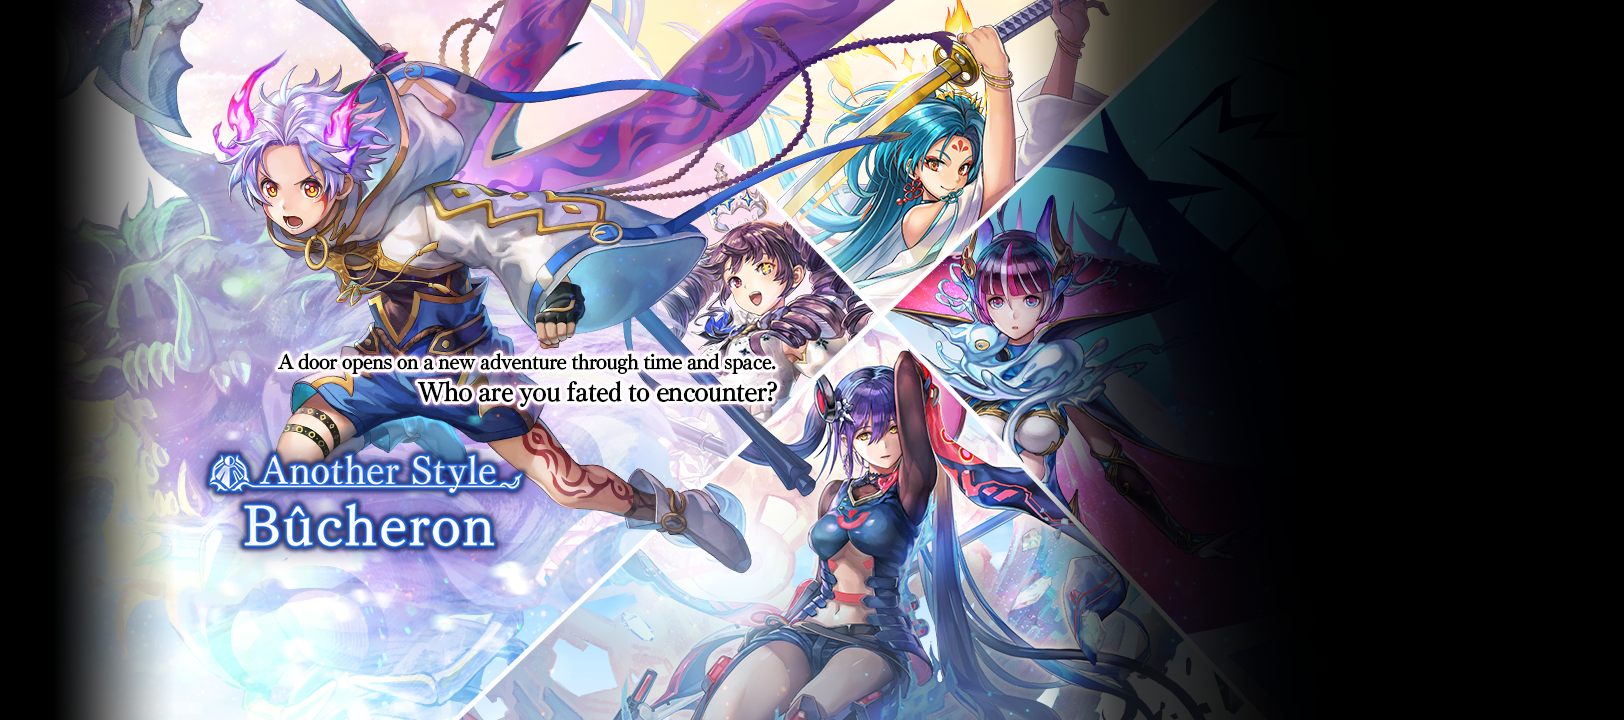 A door opens on a new adventure through time and space.
Who are you fated to encounter?
Another Style
Bûcheron